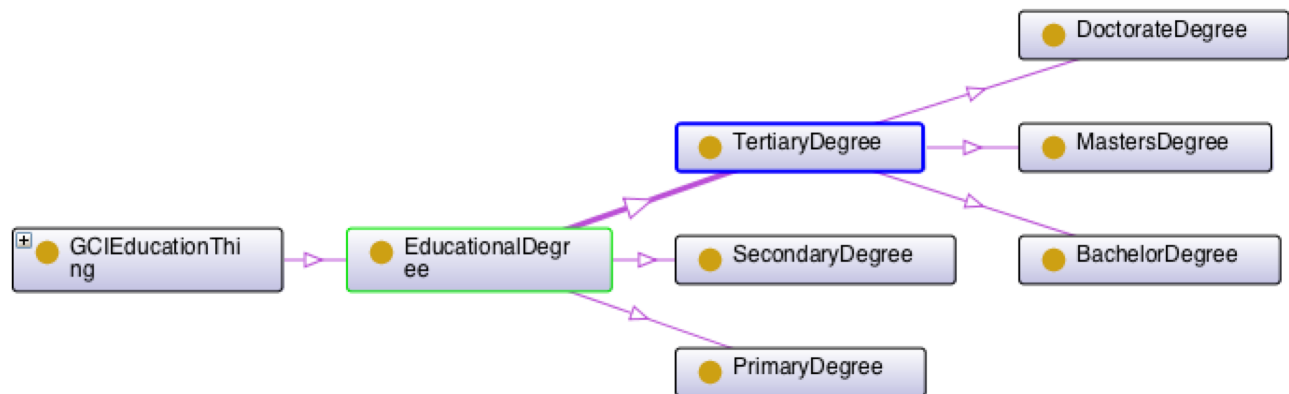 DoctorateDegree
TertiaryDegree
MastersDegree
GCIEducationThi
ng
EducationalDegr
ee
SecondaryDegree
BachelorDegree
PrimaryDegree